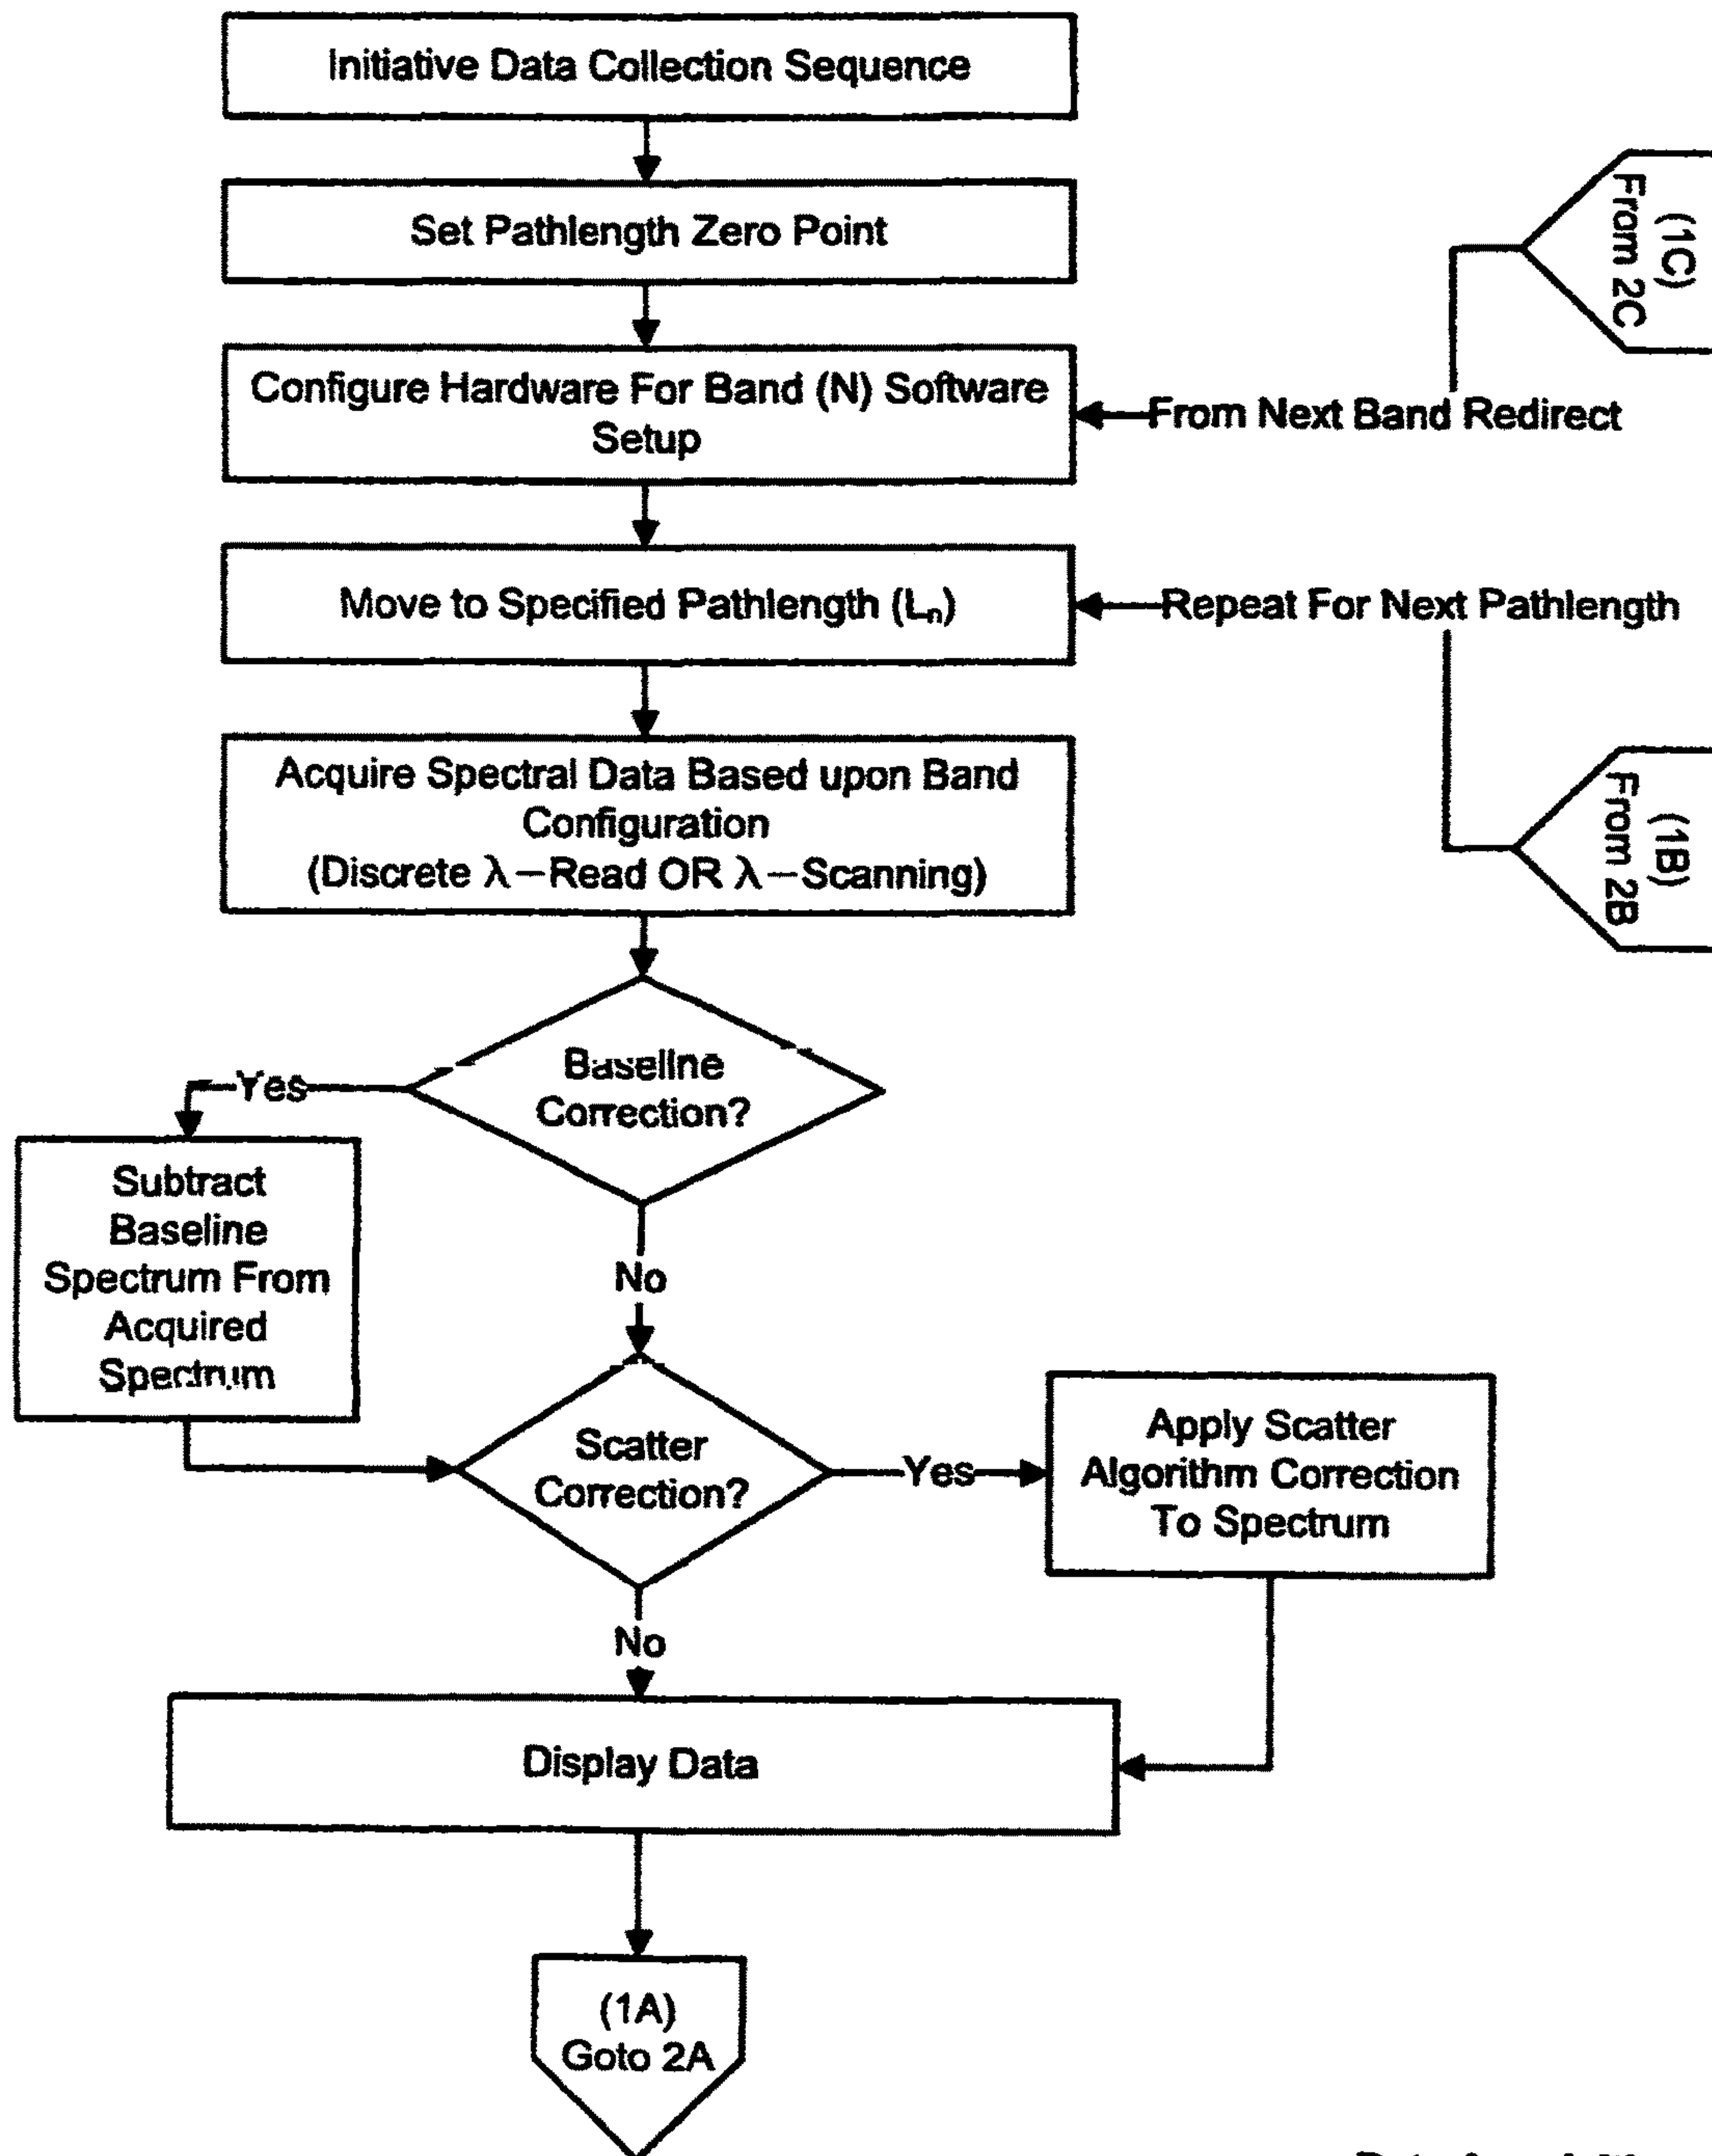 Initiative Data Collection Sequence
Set Pathlength Zero Point
(1C)
From 2C
Configure Hardware For Band (N) Software
Setup
From Next Band Redirect
Move to Specified Pathlength (Lₙ)
Repeat For Next Pathlength
Acquire Spectral Data Based upon Band
Configuration
(Discrete λ–Read OR λ–Scanning)
(1B)
From 2B
Baseline
Correction?
Yes
Subtract
Baseline
Spectrum From
Acquired
Spectrum
No
Scatter
Correction?
Yes
Apply Scatter
Algorithm Correction
To Spectrum
No
Display Data
(1A)
Goto 2A